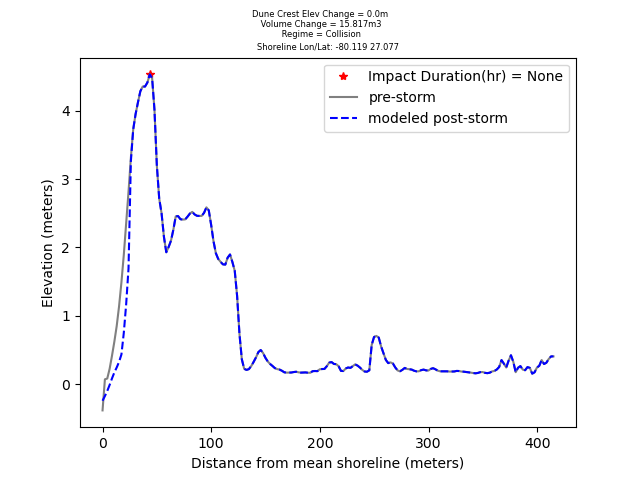 Dune Crest Elev Change = 0.0m
Volume Change = 15.817m3
Regime = Collision
Shoreline Lon/Lat: -80.119 27.077
Impact Duration(hr) = None
pre-storm
modeled post-storm
Elevation (meters)
4
3
2
1
0
0 100 200 300 400
Distance from mean shoreline (meters)